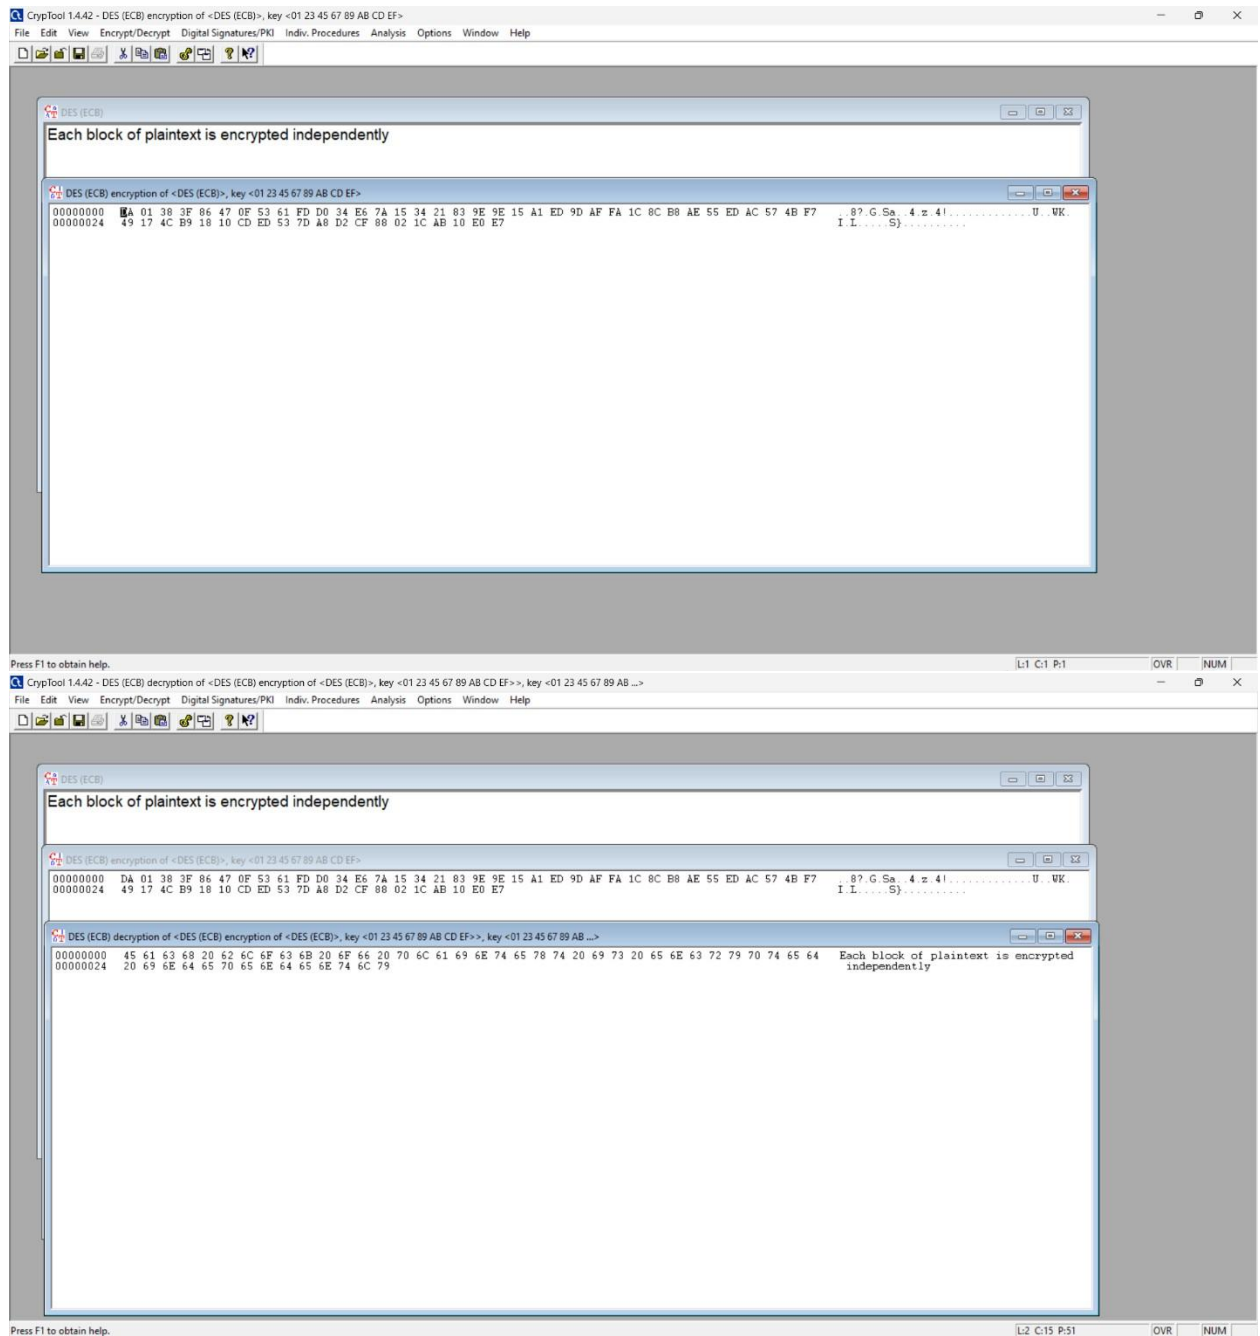 CrypTool 1.4.42 - DES (ECB) encryption of <DES (ECB)>, key <01 23 45 67 89 AB CD EF>
File Edit View Encrypt/Decrypt Digital Signatures/PKI Indiv. Procedures Analysis Options Window Help
DES (ECB)
Each block of plaintext is encrypted independently
DES (ECB) encryption of <DES (ECB)>, key <01 23 45 67 89 AB CD EF>
00000000 DA 01 38 3F 86 47 0F 53 61 FD D0 34 E6 7A 15 34 21 83 9E 9E 15 A1 ED 9D AF FA 1C 8C B8 AE 55 ED AC 57 4B F7 ..8?.G.Sa..4.z.4!.............U..WK.
00000024 49 17 4C B9 18 10 CD ED 53 7D A8 D2 CF 88 02 1C AB 10 E0 E7 I.L.....S}..........
Press F1 to obtain help. L:1 C:1 P:1 OVR NUM
CrypTool 1.4.42 - DES (ECB) decryption of <DES (ECB) encryption of <DES (ECB)>, key <01 23 45 67 89 AB CD EF>>, key <01 23 45 67 89 AB ...>
File Edit View Encrypt/Decrypt Digital Signatures/PKI Indiv. Procedures Analysis Options Window Help
DES (ECB)
Each block of plaintext is encrypted independently
DES (ECB) encryption of <DES (ECB)>, key <01 23 45 67 89 AB CD EF>
00000000 DA 01 38 3F 86 47 0F 53 61 FD D0 34 E6 7A 15 34 21 83 9E 9E 15 A1 ED 9D AF FA 1C 8C B8 AE 55 ED AC 57 4B F7 ..8?.G.Sa..4.z.4!.............U..WK.
00000024 49 17 4C B9 18 10 CD ED 53 7D A8 D2 CF 88 02 1C AB 10 E0 E7 I.L.....S}..........
DES (ECB) decryption of <DES (ECB) encryption of <DES (ECB)>, key <01 23 45 67 89 AB CD EF>>, key <01 23 45 67 89 AB ...>
00000000 45 61 63 68 20 62 6C 6F 63 6B 20 6F 66 20 70 6C 61 69 6E 74 65 78 74 20 69 73 20 65 6E 63 72 79 70 74 65 64 Each block of plaintext is encrypted
00000024 20 69 6E 64 65 70 65 6E 64 65 6E 74 6C 79 independently
Press F1 to obtain help. L:2 C:15 P:51 OVR NUM